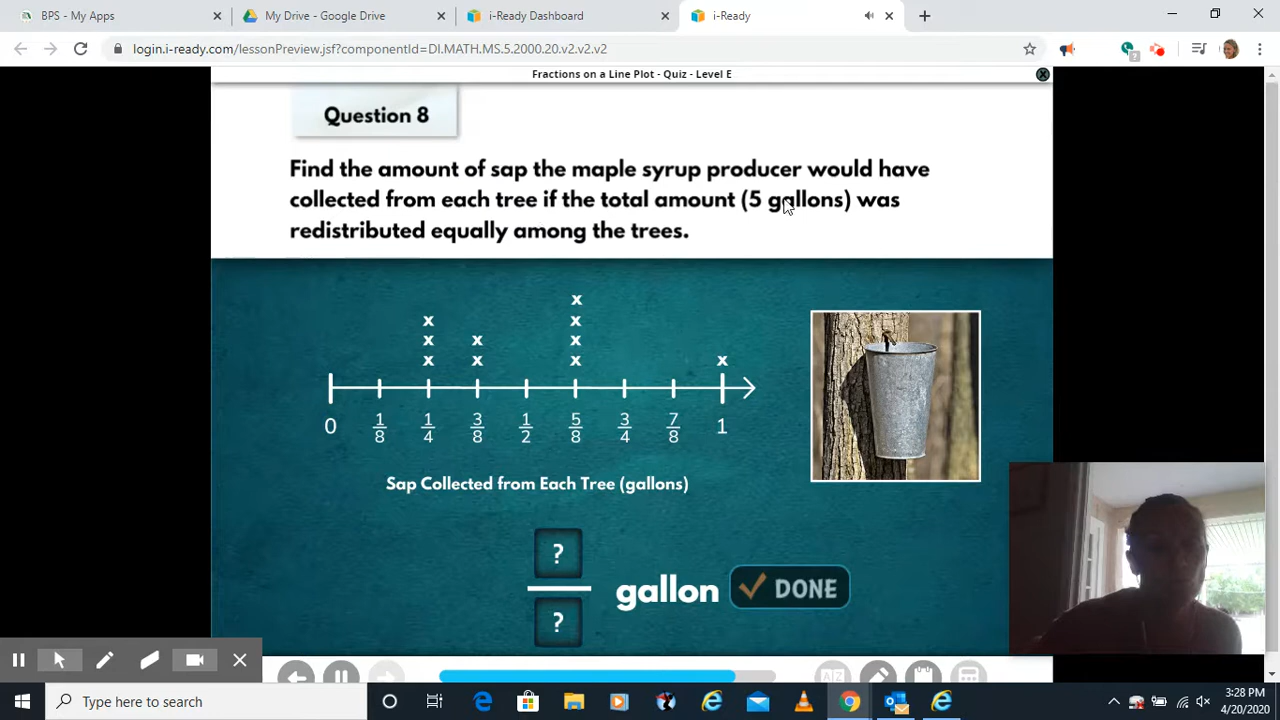 BPS - My Apps
My Drive - Google Drive
i-Ready Dashboard
i-Ready
login.i-ready.com/lessonPreview.jsf?componentId=DI.MATH.MS.5.2000.20.v2.v2.v2
Fractions on a Line Plot - Quiz - Level E
Question 8
Find the amount of sap the maple syrup producer would have
collected from each tree if the total amount (5 gallons) was
redistributed equally among the trees.
x
x x
x x x x
x x x x
0 1/8 1/4 3/8 1/2 5/8 3/4 7/8 1
Sap Collected from Each Tree (gallons)
?
gallon
DONE
?
AZ
Type here to search
3:28 PM
4/20/2020